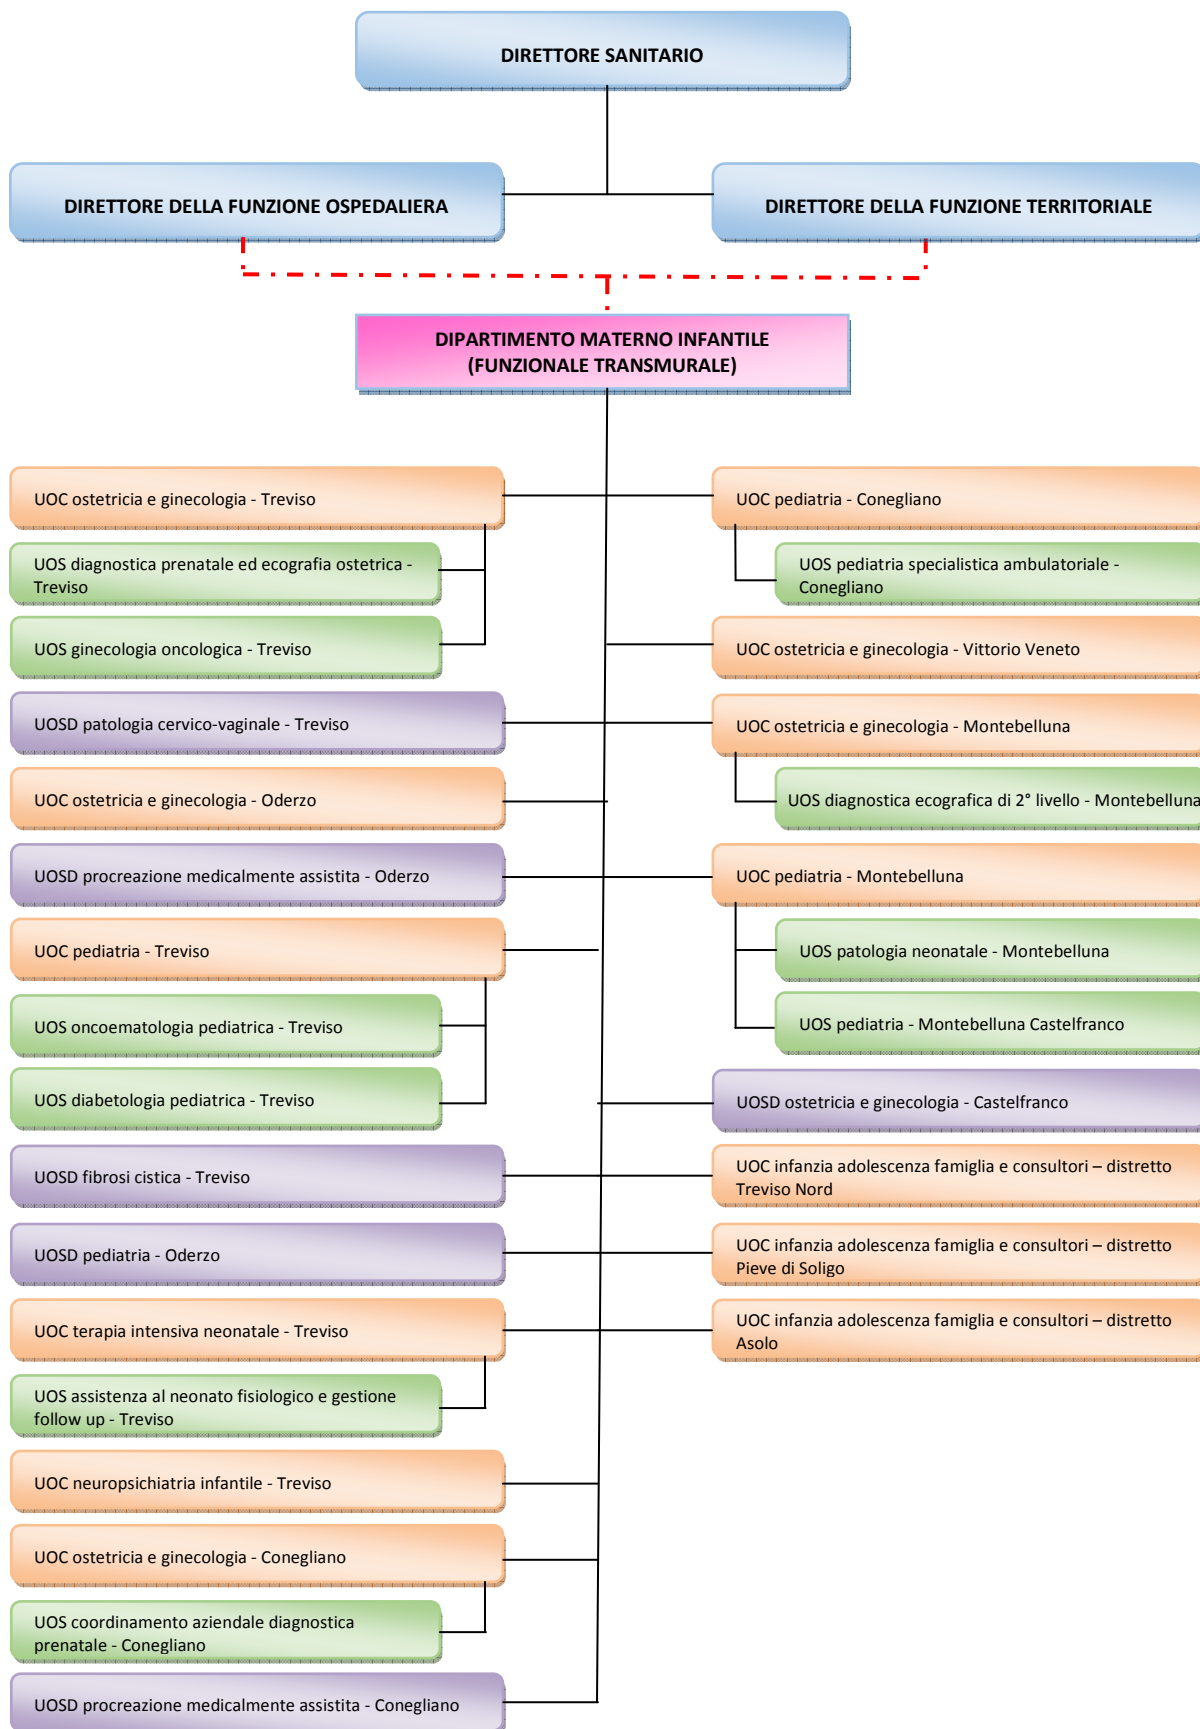 DIRETTORE SANITARIO
DIRETTORE DELLA FUNZIONE OSPEDALIERA
DIRETTORE DELLA FUNZIONE TERRITORIALE
DIPARTIMENTO MATERNO INFANTILE
(FUNZIONALE TRANSMURALE)
UOC ostetricia e ginecologia - Treviso
UOS diagnostica prenatale ed ecografia ostetrica -
Treviso
UOS ginecologia oncologica - Treviso
UOSD patologia cervico-vaginale - Treviso
UOC ostetricia e ginecologia - Oderzo
UOSD procreazione medicalmente assistita - Oderzo
UOC pediatria - Treviso
UOS oncoematologia pediatrica - Treviso
UOS diabetologia pediatrica - Treviso
UOSD fibrosi cistica - Treviso
UOSD pediatria - Oderzo
UOC terapia intensiva neonatale - Treviso
UOS assistenza al neonato fisiologico e gestione
follow up - Treviso
UOC neuropsichiatria infantile - Treviso
UOC ostetricia e ginecologia - Conegliano
UOS coordinamento aziendale diagnostica
prenatale - Conegliano
UOSD procreazione medicalmente assistita - Conegliano
UOC pediatria - Conegliano
UOS pediatria specialistica ambulatoriale -
Conegliano
UOC ostetricia e ginecologia - Vittorio Veneto
UOC ostetricia e ginecologia - Montebelluna
UOS diagnostica ecografica di 2° livello - Montebelluna
UOC pediatria - Montebelluna
UOS patologia neonatale - Montebelluna
UOS pediatria - Montebelluna Castelfranco
UOSD ostetricia e ginecologia - Castelfranco
UOC infanzia adolescenza famiglia e consultori – distretto
Treviso Nord
UOC infanzia adolescenza famiglia e consultori – distretto
Pieve di Soligo
UOC infanzia adolescenza famiglia e consultori – distretto
Asolo